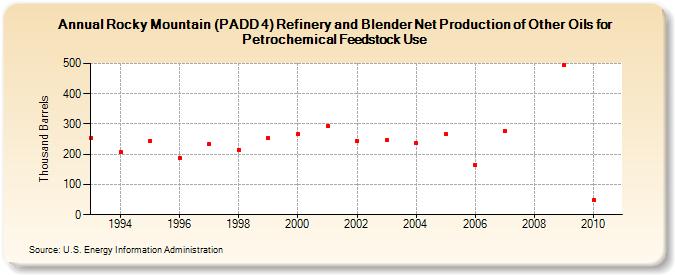 Annual Rocky Mountain (PADD 4) Refinery and Blender Net Production of Other Oils for
Petrochemical Feedstock Use
Thousand Barrels
500
400
300
200
100
0
1994 1996 1998 2000 2002 2004 2006 2008 2010
Source: U.S. Energy Information Administration